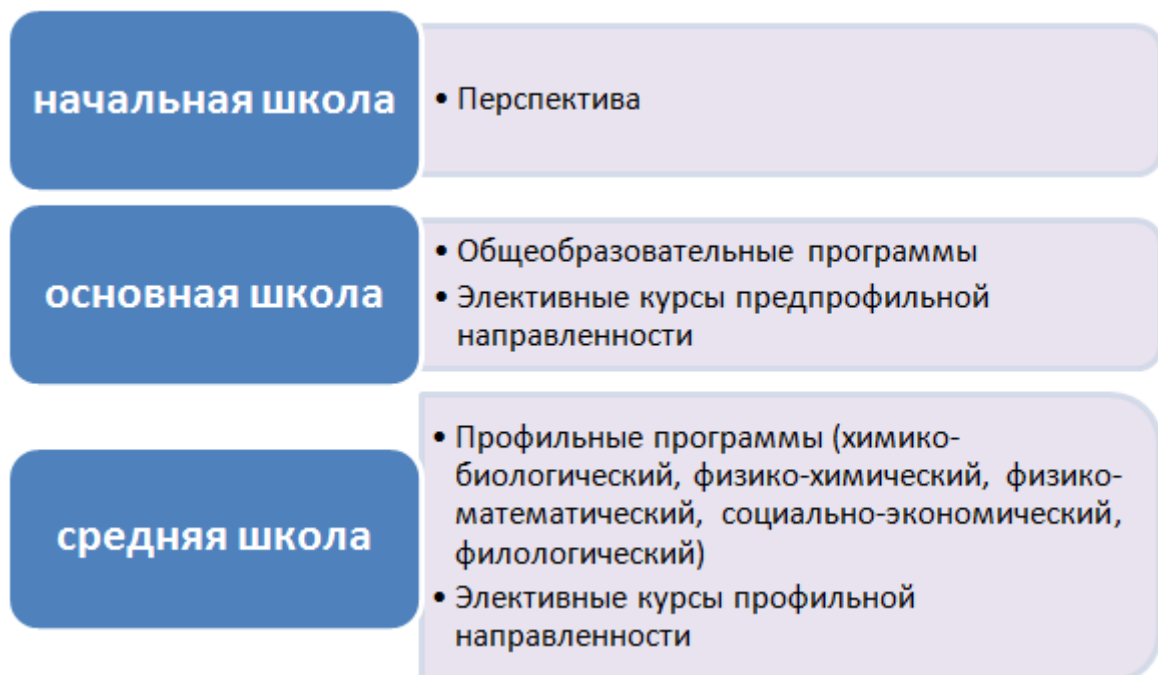 начальная школа
• Перспектива
основная школа
• Общеобразовательные программы
• Элективные курсы предпрофильной
направленности
средняя школа
• Профильные программы (химико-
биологический, физико-химический, физико-
математический, социально-экономический,
филологический)
• Элективные курсы профильной
направленности